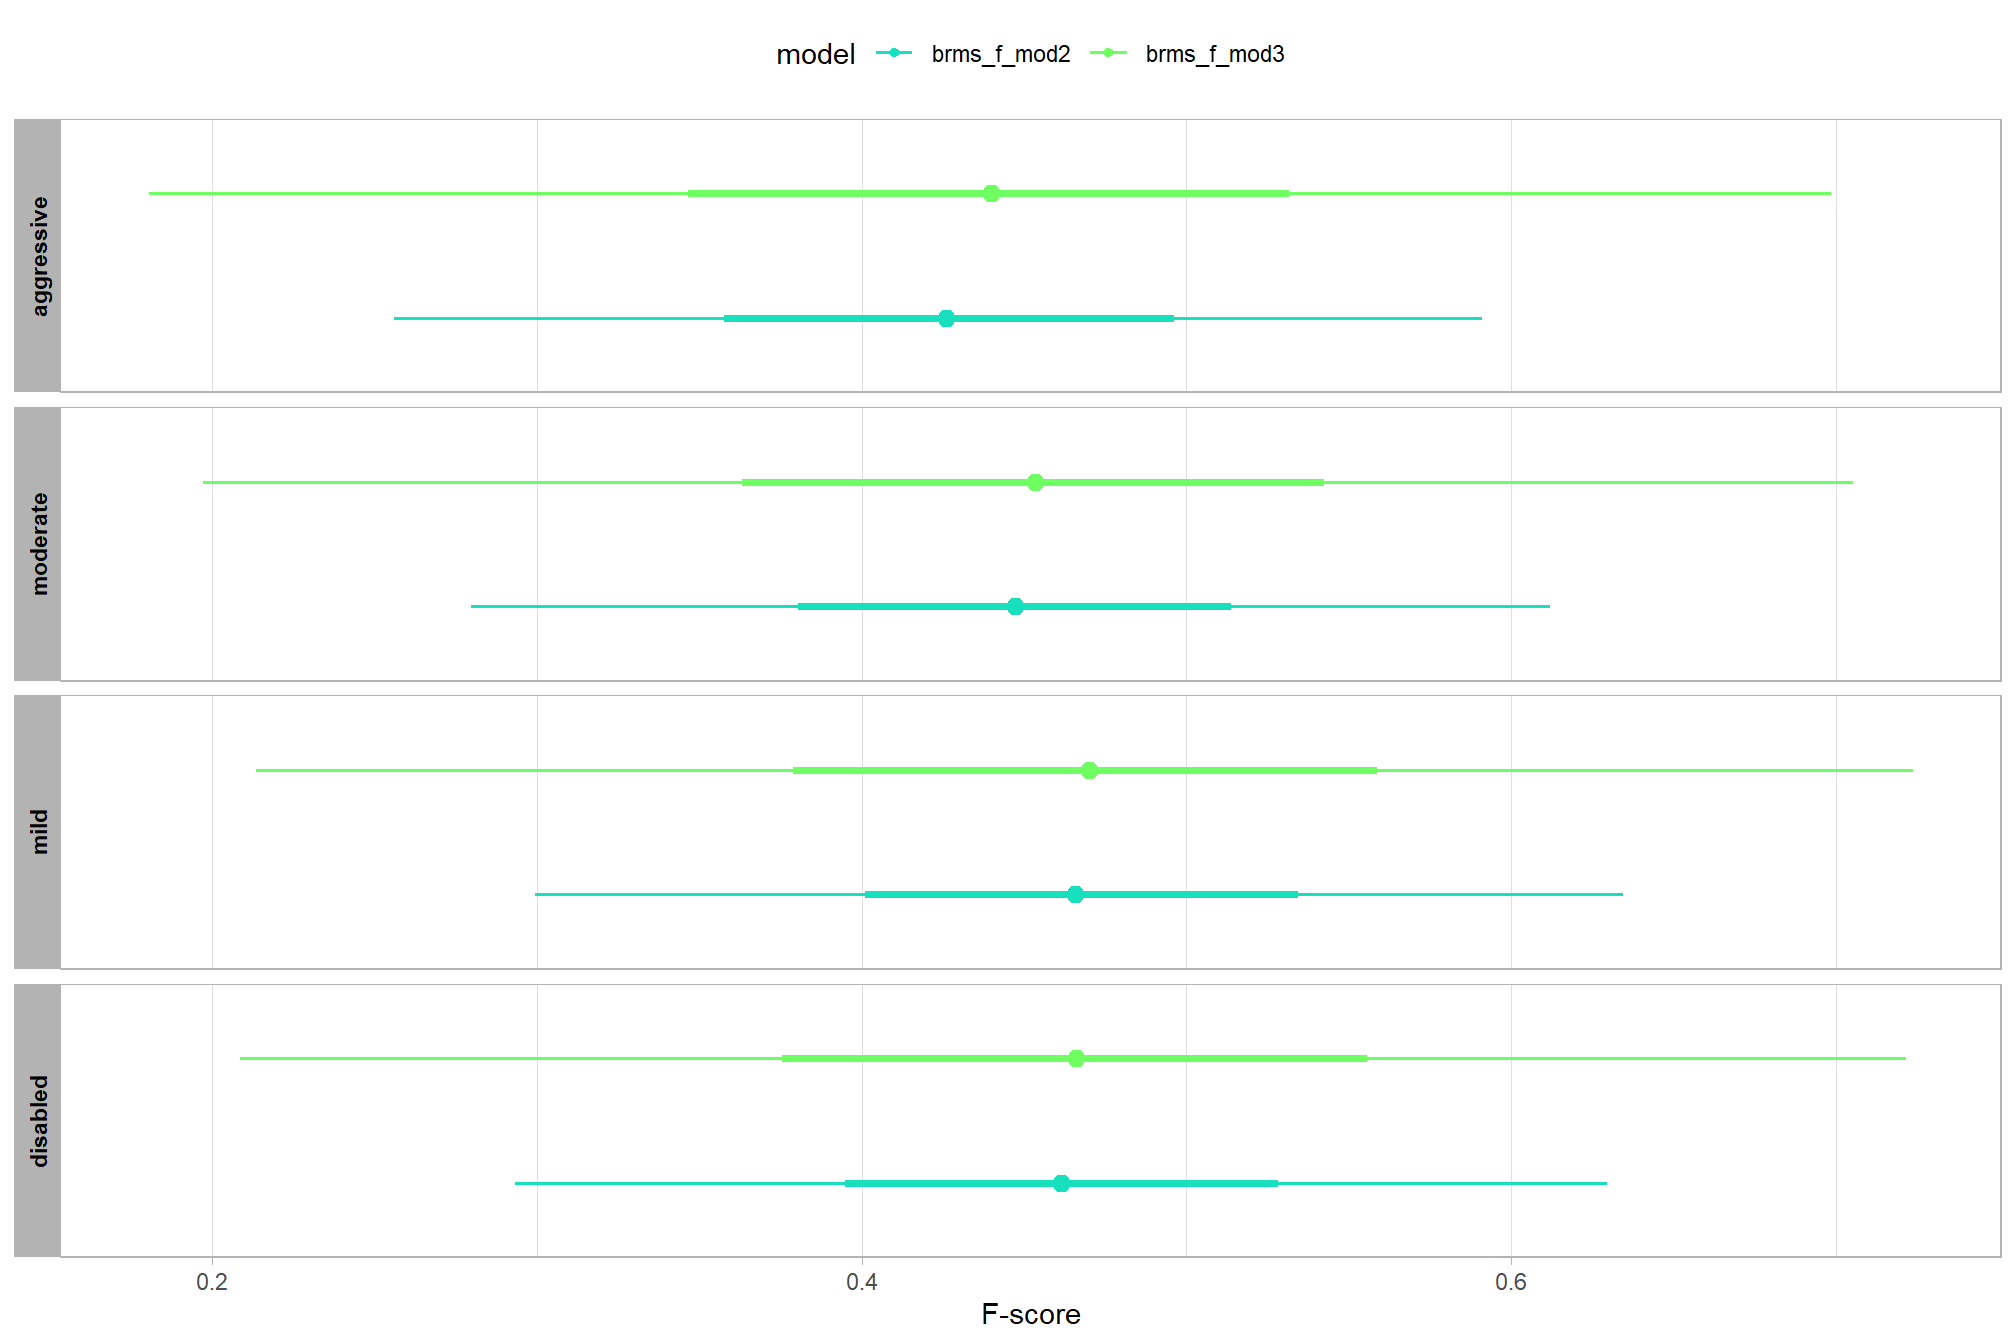 model brms_f_mod2 brms_f_mod3
aggressive
moderate
mild
disabled
0.2 0.4 0.6
F-score